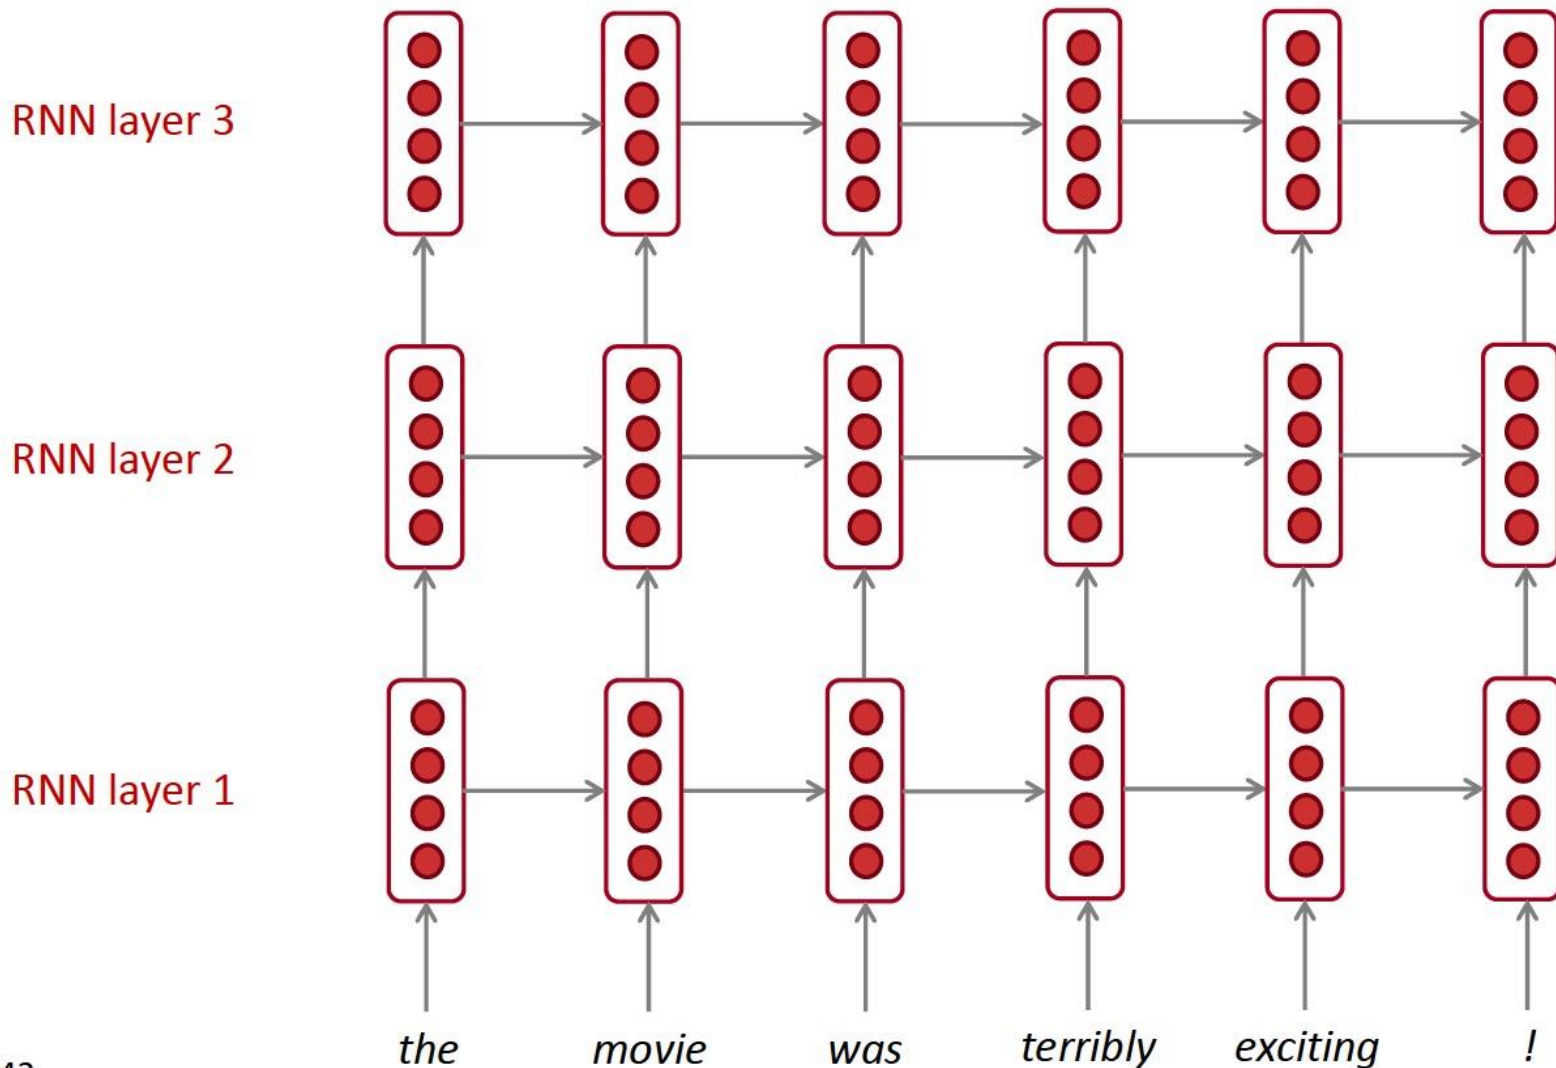 RNN layer 3
RNN layer 2
RNN layer 1
the movie was terribly exciting !